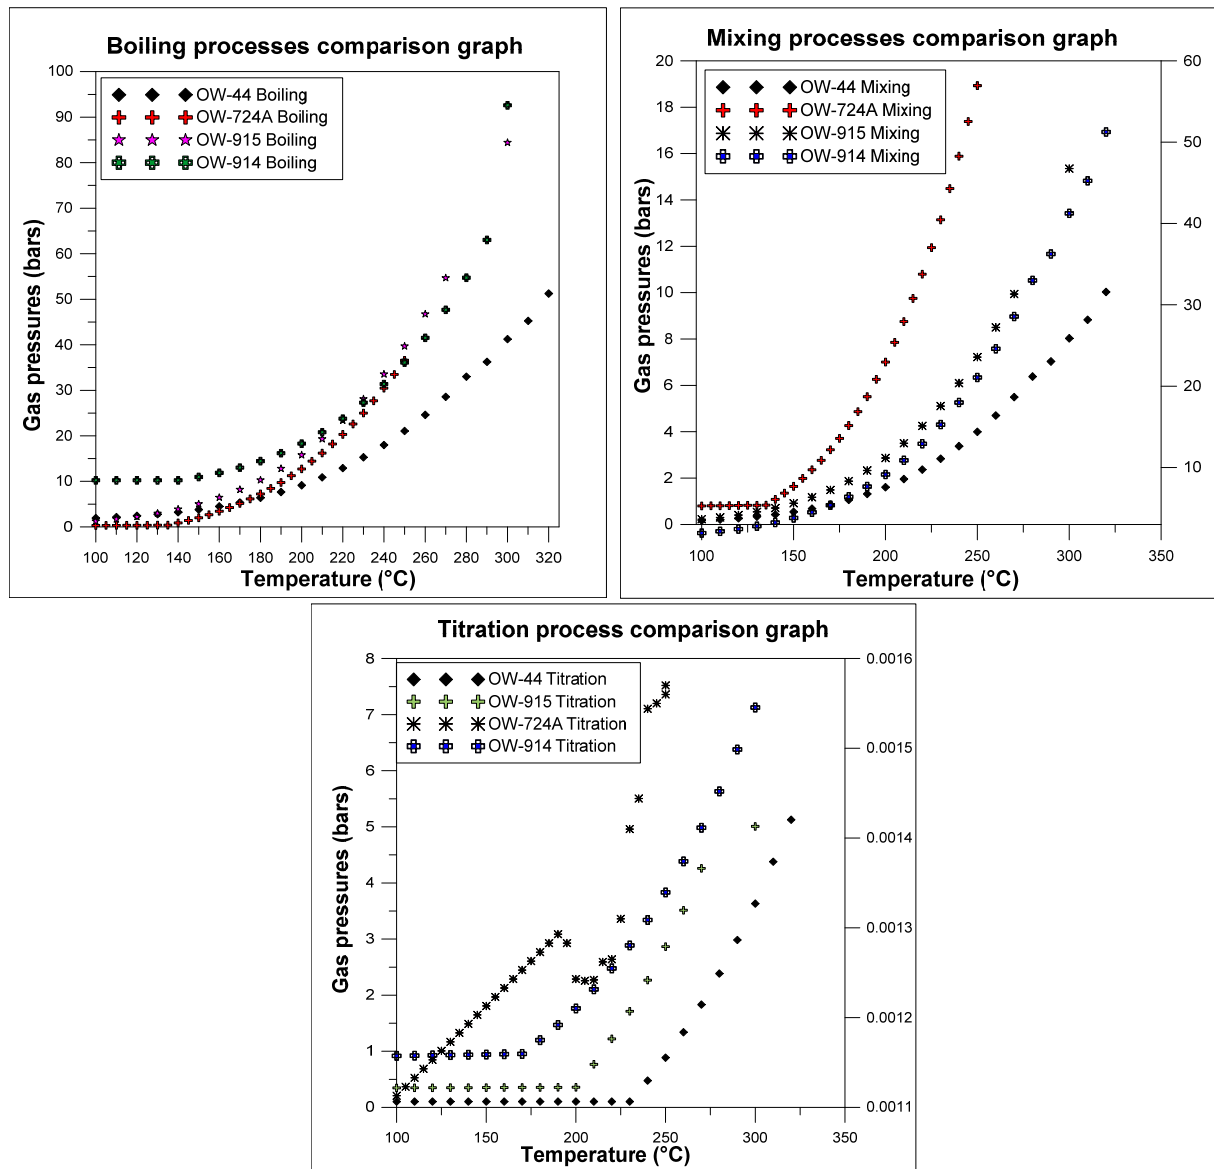 Boiling processes comparison graph
100
90
80
70
60
50
40
30
20
10
0
Gas pressures (bars)
OW-44 Boiling
OW-724A Boiling
OW-915 Boiling
OW-914 Boiling
100 120 140 160 180 200 220 240 260 280 300 320
Temperature (°C)
Mixing processes comparison graph
20
18
16
14
12
10
8
6
4
2
0
Gas pressures (bars)
OW-44 Mixing
OW-724A Mixing
OW-915 Mixing
OW-914 Mixing
60
50
40
30
20
10
100 150 200 250 300 350
Temperature (°C)
Titration process comparison graph
8
7
6
5
4
3
2
1
0
Gas pressures (bars)
OW-44 Titration
OW-915 Titration
OW-724A Titration
OW-914 Titration
0.0016
0.0015
0.0014
0.0013
0.0012
0.0011
100 150 200 250 300 350
Temperature (°C)